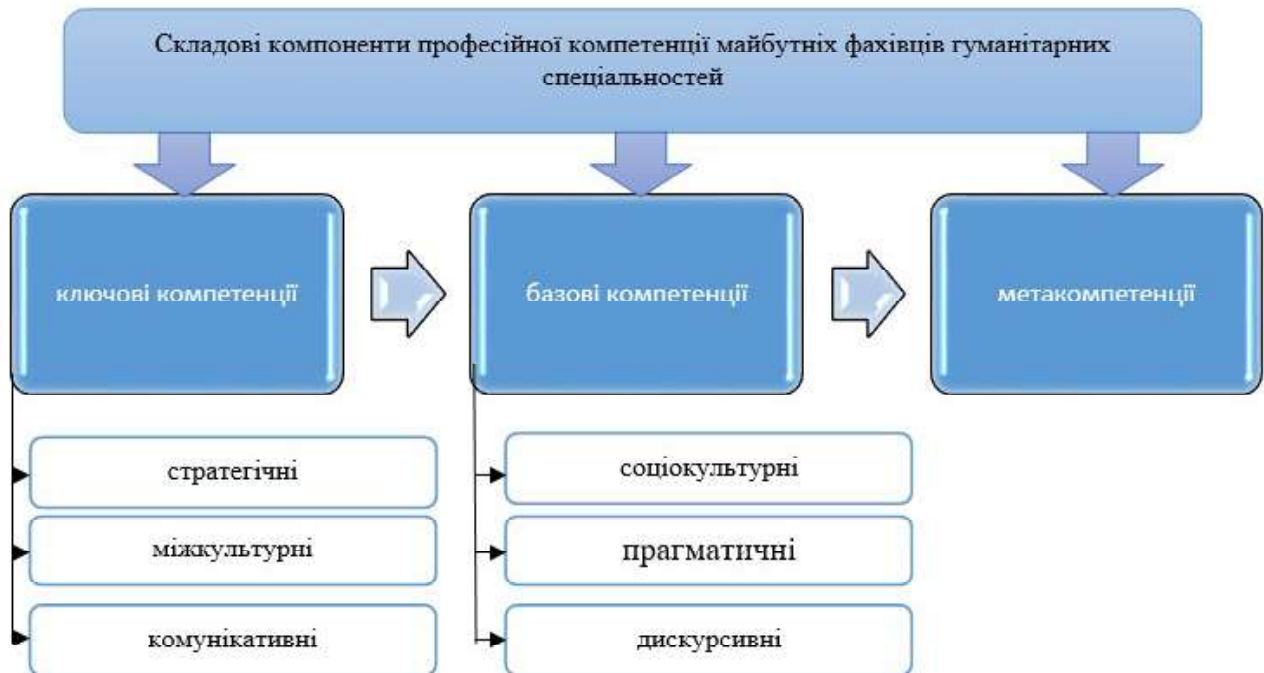 Складові компоненти професійної компетенції майбутніх фахівців гуманітарних
спеціальностей
ключові компетенції
базові компетенції
метакомпетенції
стратегічні
міжкультурні
комунікативні
соціокультурні
прагматичні
дискурсивні